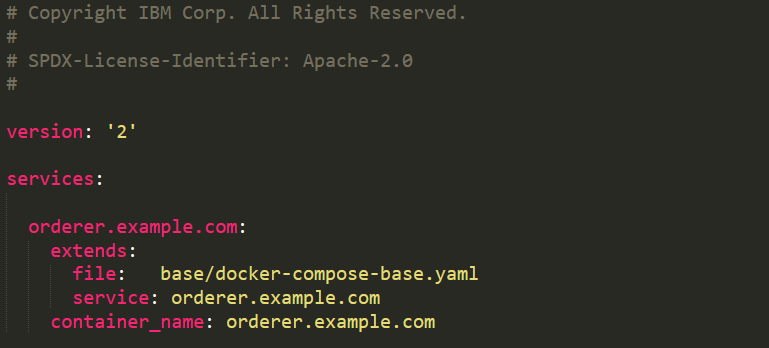 # Copyright IBM Corp. All Rights Reserved.
#
# SPDX-License-Identifier: Apache-2.0
#
version: '2'
services:
orderer.example.com:
extends:
file:   base/docker-compose-base.yaml
service: orderer.example.com
container_name: orderer.example.com